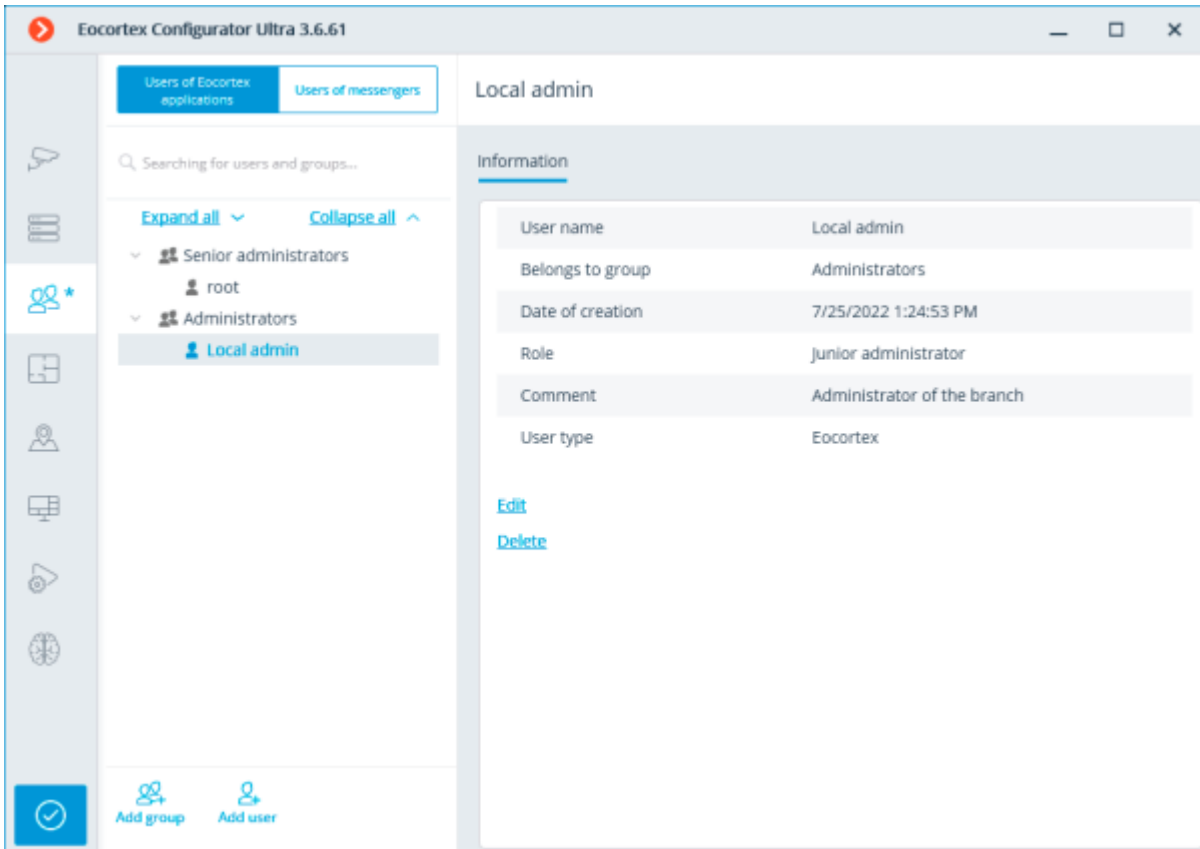 Eocortex Configurator Ultra 3.6.61
Users of Eocortex
applications
Users of messengers
Searching for users and groups...
Expand all
Collapse all
Senior administrators
root
Administrators
Local admin
Add group
Add user
Local admin
Information
User name Local admin
Belongs to group Administrators
Date of creation 7/25/2022 1:24:53 PM
Role Junior administrator
Comment Administrator of the branch
User type Eocortex
Edit
Delete